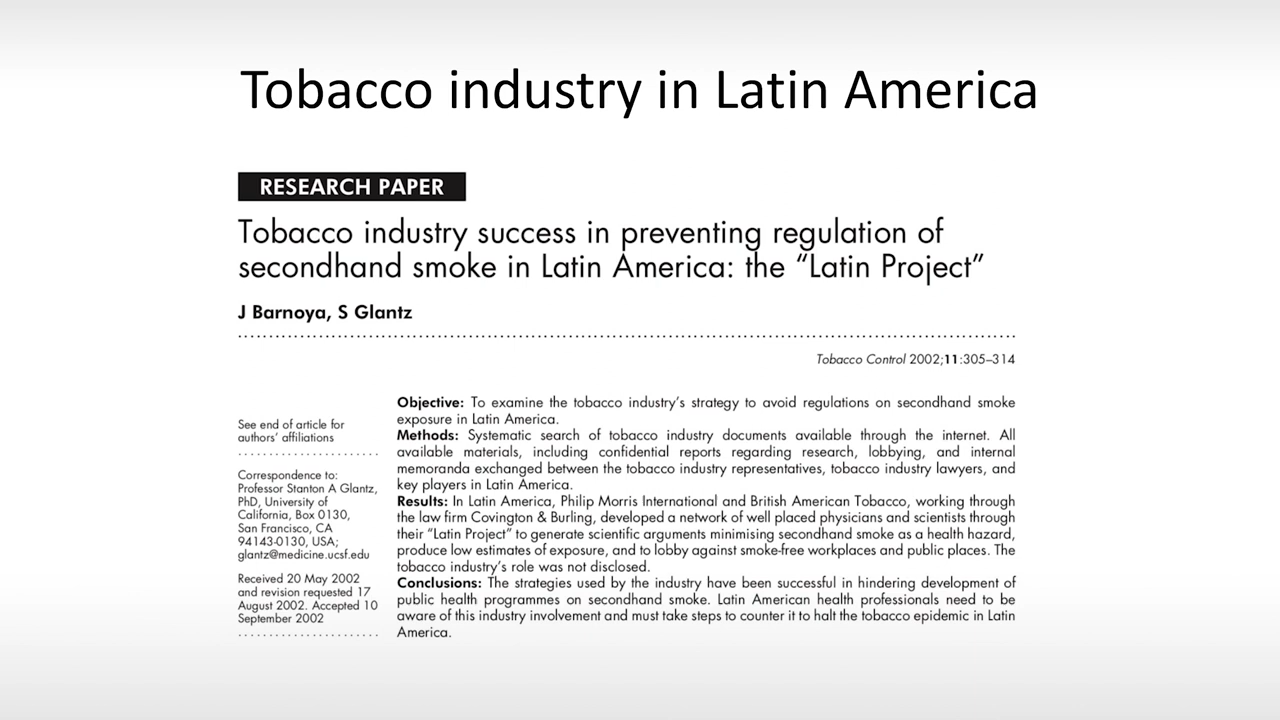 Tobacco industry in Latin America
RESEARCH PAPER
Tobacco industry success in preventing regulation of
secondhand smoke in Latin America: the “Latin Project”
J Barnoya, S Glantz
Tobacco Control 2002;11:305–314
See end of article for
authors’ affiliations
Correspondence to:
Professor Stanton A Glantz,
PhD, University of
California, Box 0130,
San Francisco, CA
94143-0130, USA;
glantz@medicine.ucsf.edu
Received 20 May 2002
and revision requested 17
August 2002. Accepted 10
September 2002
Objective: To examine the tobacco industry’s strategy to avoid regulations on secondhand smoke
exposure in Latin America.
Methods: Systematic search of tobacco industry documents available through the internet. All
available materials, including confidential reports regarding research, lobbying, and internal
memoranda exchanged between the tobacco industry representatives, tobacco industry lawyers, and
key players in Latin America.
Results: In Latin America, Philip Morris International and British American Tobacco, working through
the law firm Covington & Burling, developed a network of well placed physicians and scientists through
their “Latin Project” to generate scientific arguments minimising secondhand smoke as a health hazard,
produce low estimates of exposure, and to lobby against smoke-free workplaces and public places. The
tobacco industry’s role was not disclosed.
Conclusions: The strategies used by the industry have been successful in hindering development of
public health programmes on secondhand smoke. Latin American health professionals need to be
aware of this industry involvement and must take steps to counter it to halt the tobacco epidemic in Latin
America.